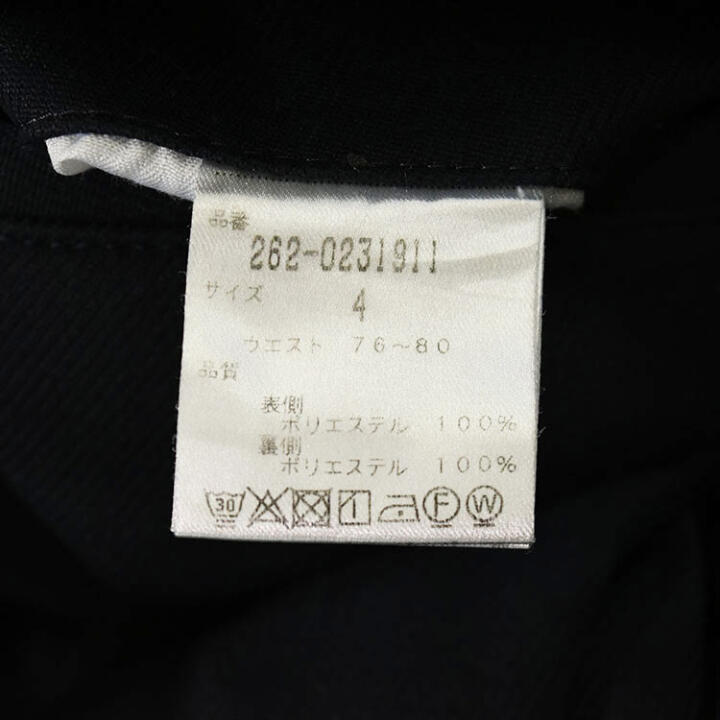 品番
262-0231911
サイズ
4
ウエスト 76～80
品質
表側
ポリエステル 100%
裏側
ポリエステル 100%
30 F W